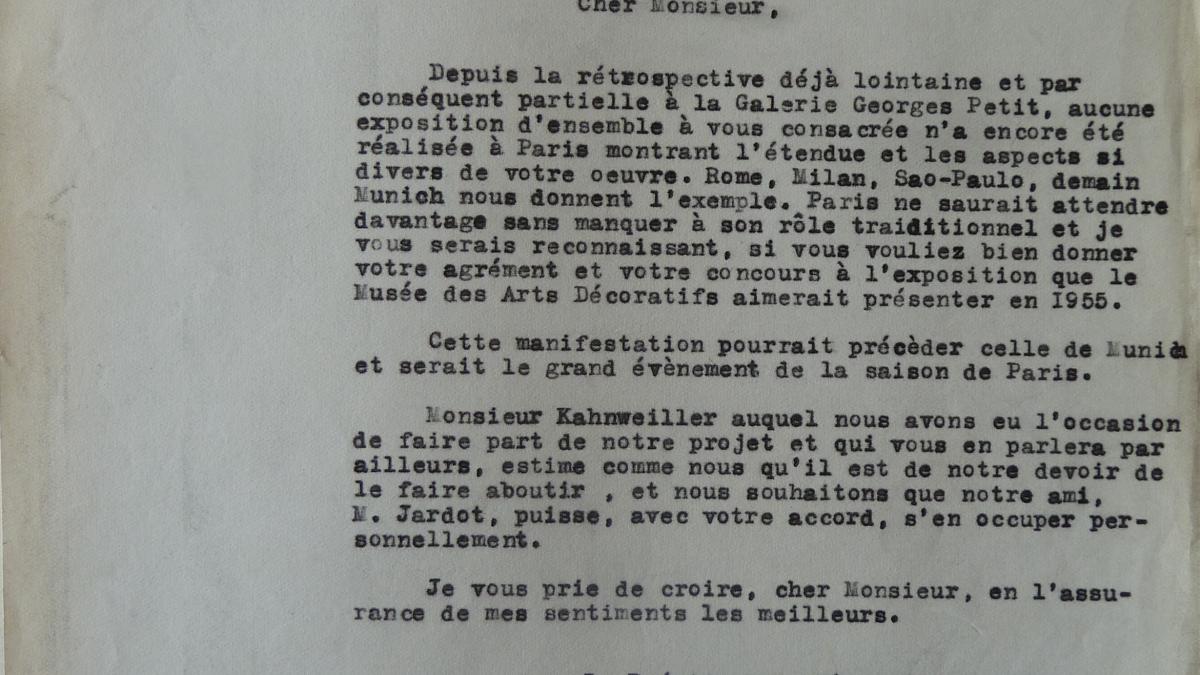 Cher Monsieur,
Depuis la rétrospective déjà lointaine et par
conséquent partielle à la Galerie Georges Petit, aucune
exposition d'ensemble à vous consacrée n'a encore été
réalisée à Paris montrant l'étendue et les aspects si
divers de votre oeuvre. Rome, Milan, Sao-Paulo, demain
Munich nous donnent l'exemple. Paris ne saurait attendre
davantage sans manquer à son rôle traiditionnel et je
vous serais reconnaissant, si vous vouliez bien donner
votre agrément et votre concours à l'exposition que le
Musée des Arts Décoratifs aimerait présenter en 1955.
Cette manifestation pourrait précèder celle de Munich
et serait le grand évènement de la saison de Paris.
Monsieur Kahnweiller auquel nous avons eu l'occasion
de faire part de notre projet et qui vous en parlera par
ailleurs, estime comme nous qu'il est de notre devoir de
le faire aboutir , et nous souhaitons que notre ami,
M. Jardot, puisse, avec votre accord, s'en occuper per-
sonnellement.
Je vous prie de croire, cher Monsieur, en l'assu-
rance de mes sentiments les meilleurs.